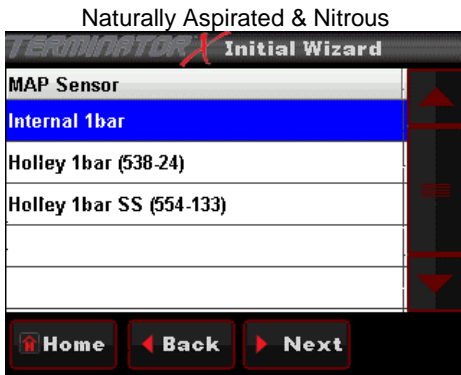 Naturally Aspirated & Nitrous
TERMINATOR X Initial Wizard
MAP Sensor
Internal 1bar
Holley 1bar (538-24)
Holley 1bar SS (554-133)
Home Back Next